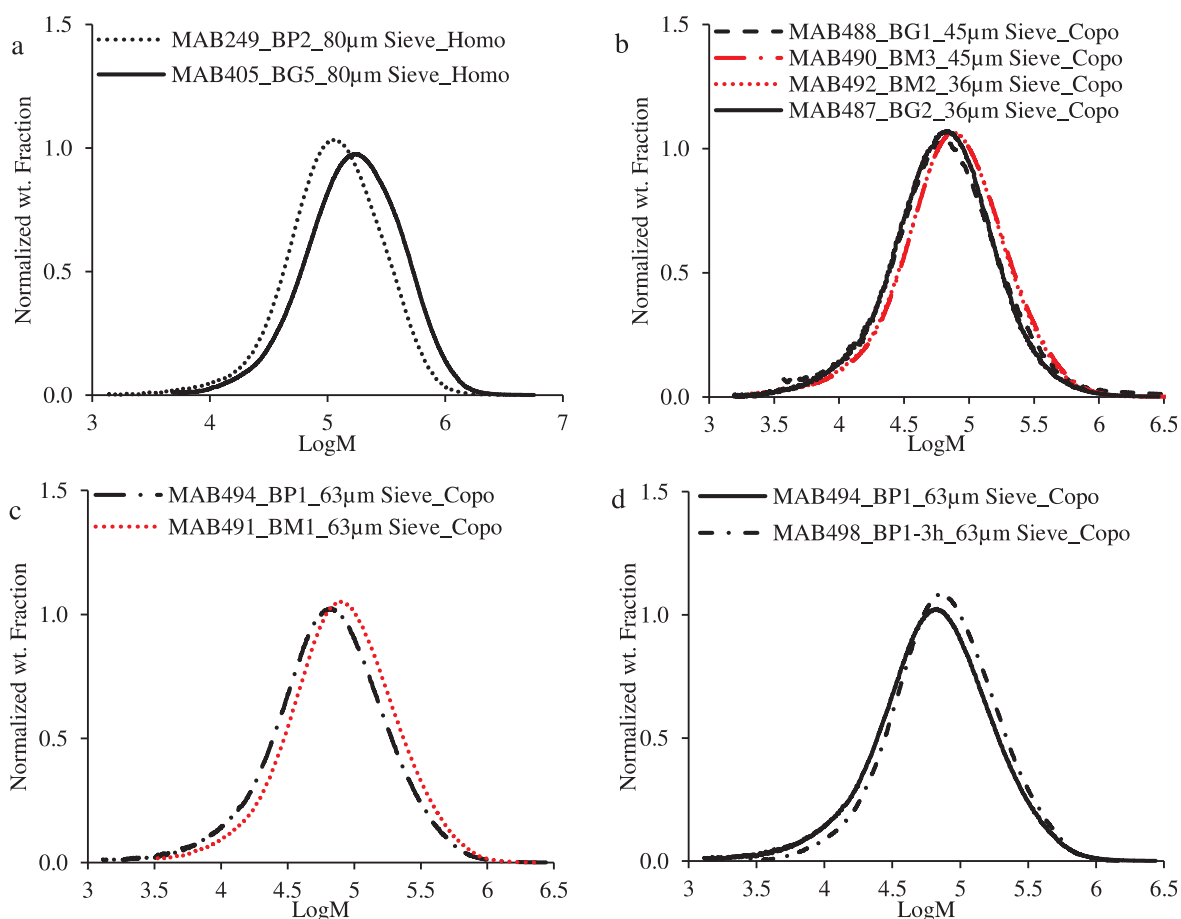 a
1.5
MAB249_BP2_80µm Sieve_Homo
MAB405_BG5_80µm Sieve_Homo
Normalized wt. Fraction
1.0
0.5
0.0
3 4 5 6 7
LogM
b
1.5
MAB488_BG1_45µm Sieve_Copo
MAB490_BM3_45µm Sieve_Copo
MAB492_BM2_36µm Sieve_Copo
MAB487_BG2_36µm Sieve_Copo
Normalized wt. Fraction
1.0
0.5
0.0
3 3.5 4 4.5 5 5.5 6 6.5
LogM
c
1.5
MAB494_BP1_63µm Sieve_Copo
MAB491_BM1_63µm Sieve_Copo
Normalized wt. Fraction
1.0
0.5
0.0
3 3.5 4 4.5 5 5.5 6 6.5
LogM
d
1.5
MAB494_BP1_63µm Sieve_Copo
MAB498_BP1-3h_63µm Sieve_Copo
Normalized wt. Fraction
1.0
0.5
0.0
3 3.5 4 4.5 5 5.5 6 6.5
LogM